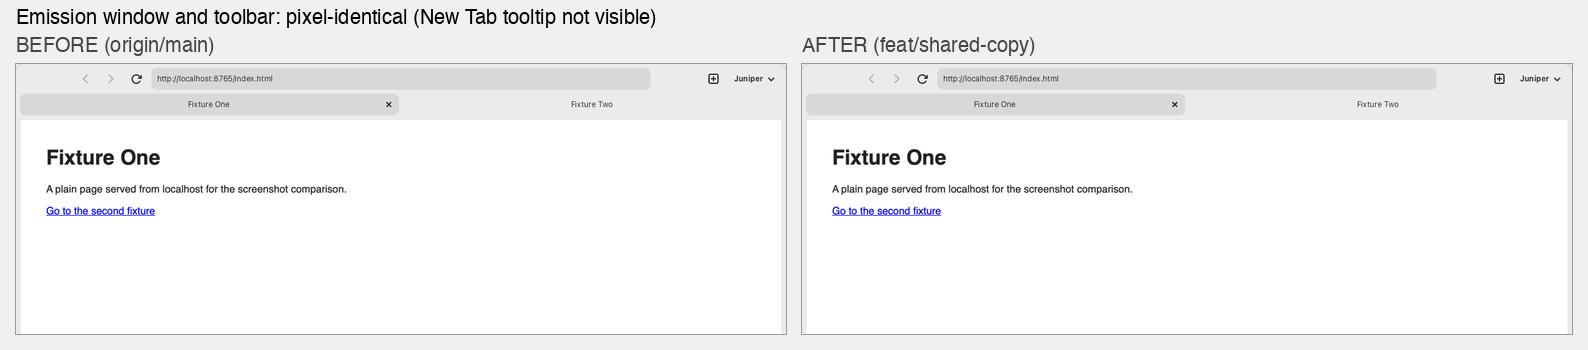 Emission window and toolbar: pixel-identical (New Tab tooltip not visible)
BEFORE (origin/main)
http://localhost:8765/index.html
Juniper
Fixture One
Fixture Two
Fixture One
A plain page served from localhost for the screenshot comparison.
Go to the second fixture
AFTER (feat/shared-copy)
http://localhost:8765/index.html
Juniper
Fixture One
Fixture Two
Fixture One
A plain page served from localhost for the screenshot comparison.
Go to the second fixture